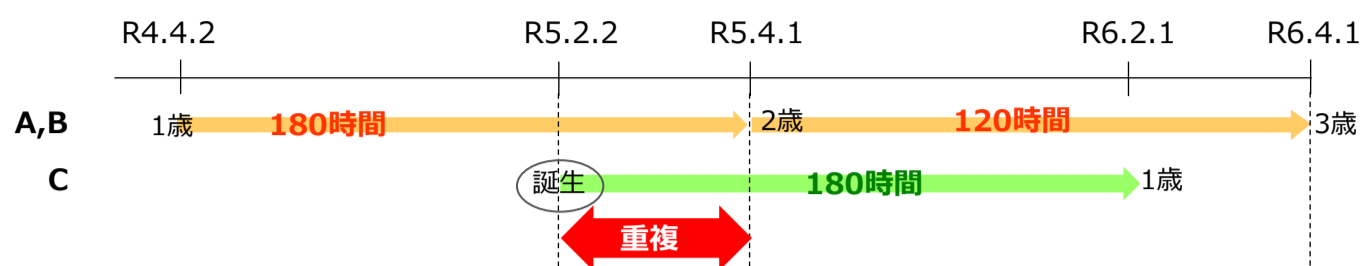 R4.4.2 R5.2.2 R5.4.1 R6.2.1 R6.4.1
A,B 1歳 180時間 2歳 120時間 3歳
C 誕生 180時間 1歳
重複